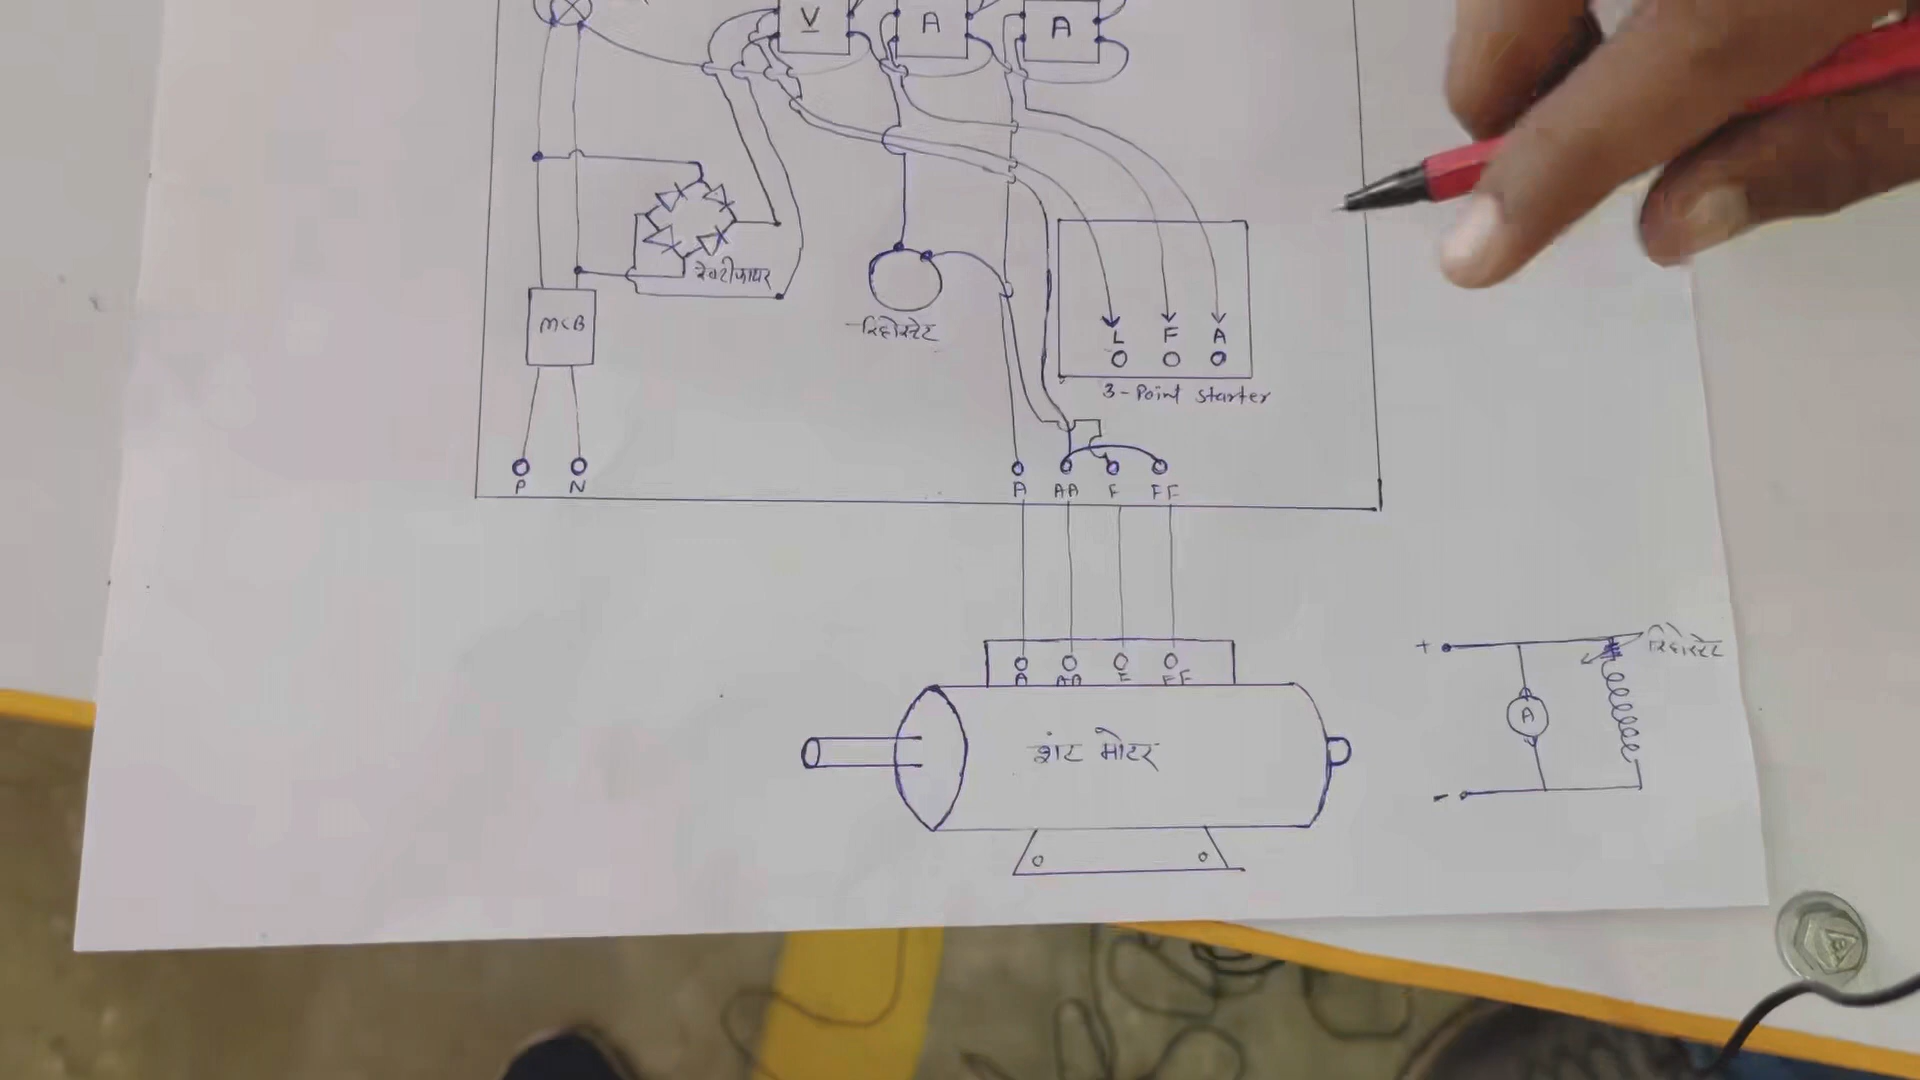 V A A
रेक्टीफायर
MCB
रिहोस्टेट
L F A
3-Point starter
P N
A AA F FF
A AA F FF
शंट मोटर
+ रिहोस्टेट
A
-